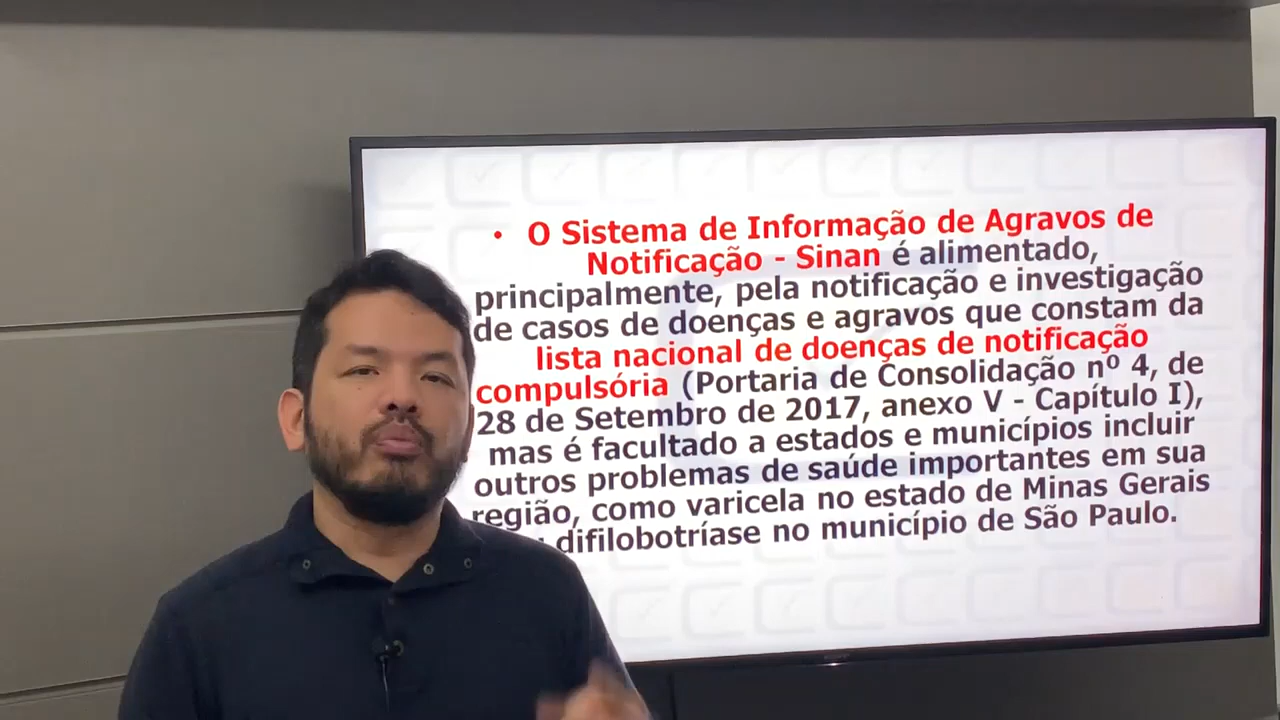 • O Sistema de Informação de Agravos de
Notificação - Sinan é alimentado,
principalmente, pela notificação e investigação
de casos de doenças e agravos que constam da
lista nacional de doenças de notificação
compulsória (Portaria de Consolidação nº 4, de
28 de Setembro de 2017, anexo V - Capítulo I),
mas é facultado a estados e municípios incluir
outros problemas de saúde importantes em sua
região, como varicela no estado de Minas Gerais
difilobotríase no município de São Paulo.